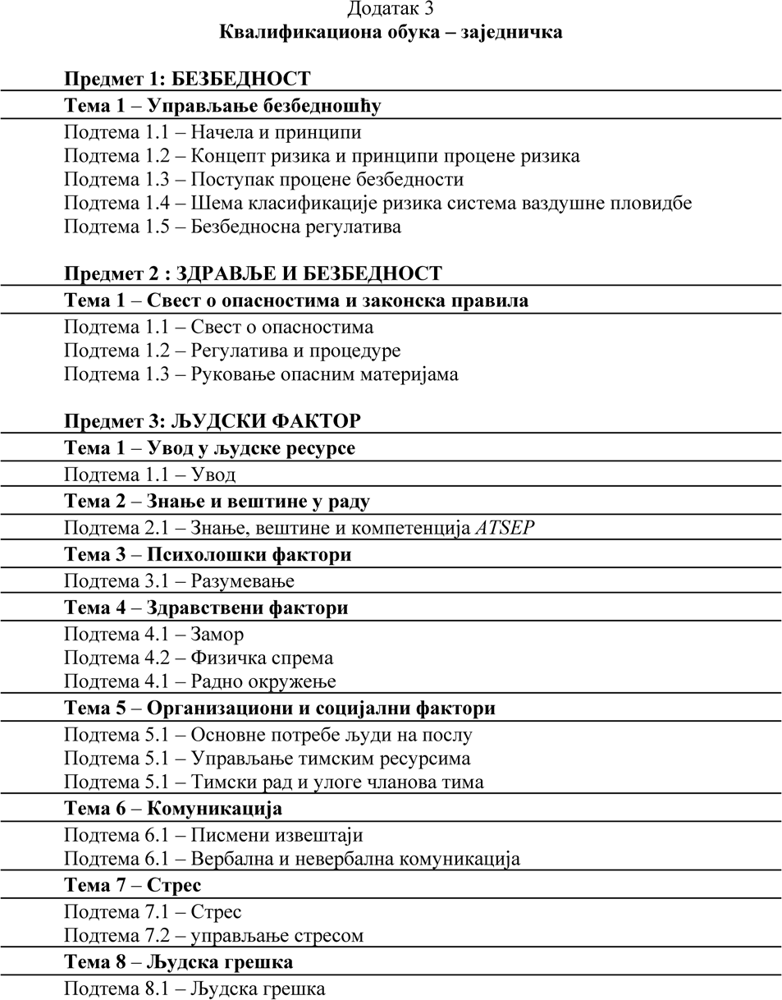 Додатак 3
Квалификациона обука – заједничка
Предмет 1: БЕЗБЕДНОСТ
Тема 1 – Управљање безбедношћу
Подтема 1.1 – Начела и принципи
Подтема 1.2 – Концепт ризика и принципи процене ризика
Подтема 1.3 – Поступак процене безбедности
Подтема 1.4 – Шема класификације ризика система ваздушне пловидбе
Подтема 1.5 – Безбедносна регулатива
Предмет 2 : ЗДРАВЉЕ И БЕЗБЕДНОСТ
Тема 1 – Свест о опасностима и законска правила
Подтема 1.1 – Свест о опасностима
Подтема 1.2 – Регулатива и процедуре
Подтема 1.3 – Руковање опасним материјама
Предмет 3: ЉУДСКИ ФАКТОР
Тема 1 – Увод у људске ресурсе
Подтема 1.1 – Увод
Тема 2 – Знање и вештине у раду
Подтема 2.1 – Знање, вештине и компетенција ATSEP
Тема 3 – Психолошки фактори
Подтема 3.1 – Разумевање
Тема 4 – Здравствени фактори
Подтема 4.1 – Замор
Подтема 4.2 – Физичка спрема
Подтема 4.1 – Радно окружење
Тема 5 – Организациони и социјални фактори
Подтема 5.1 – Основне потребе људи на послу
Подтема 5.1 – Управљање тимским ресурсима
Подтема 5.1 – Тимски рад и улоге чланова тима
Тема 6 – Комуникација
Подтема 6.1 – Писмени извештаји
Подтема 6.1 – Вербална и невербална комуникација
Тема 7 – Стрес
Подтема 7.1 – Стрес
Подтема 7.2 – управљање стресом
Тема 8 – Људска грешка
Подтема 8.1 – Људска грешка